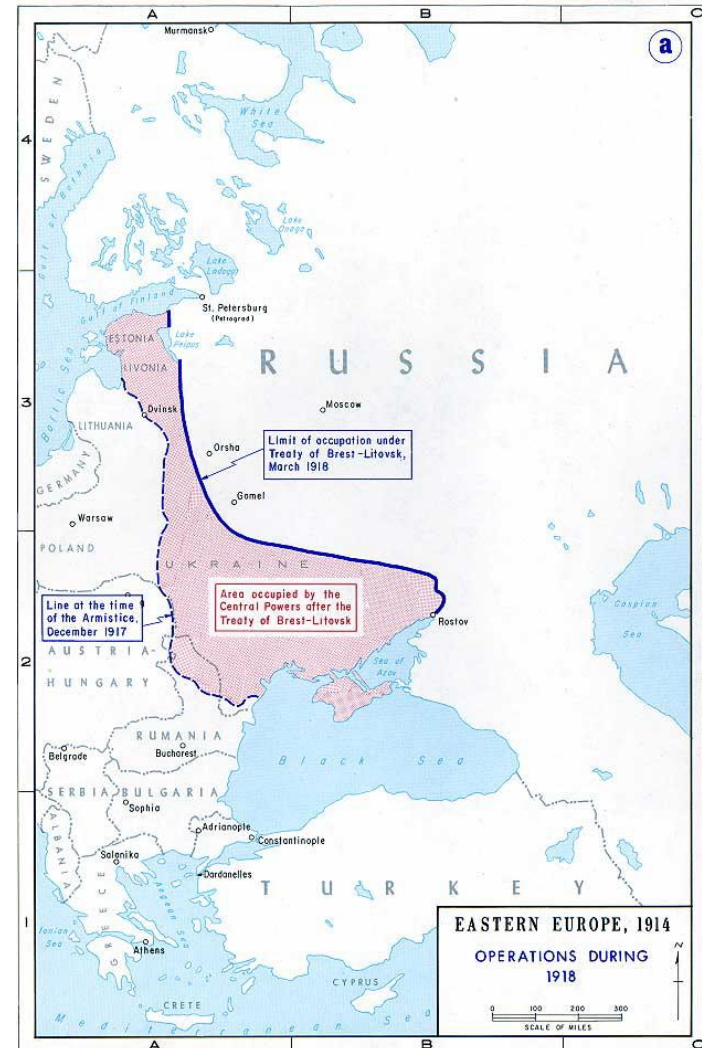 A
B
C
a
Murmansk
White
Sea
4
SWEDEN
Gulf of Bothnia
Lake
Onega
Lake
Ladoga
Gulf of Finland
St. Petersburg
(Petrograd)
ESTONIA
Lake
Peipus
RUSSIA
LIVONIA
Baltic Sea
3
Dvinsk
Moscow
LITHUANIA
Limit of occupation under
Treaty of Brest-Litovsk,
March 1918
Orsha
GERMANY
Gomel
Warsaw
POLAND
UKRAINE
Area occupied by the
Central Powers after the
Treaty of Brest-Litovsk
Line at the time
of the Armistice,
December 1917
Rostov
Caspian
Sea
AUSTRIA-
HUNGARY
2
Sea of
Azov
RUMANIA
Belgrade
Bucharest
Black Sea
SERBIA
BULGARIA
Sophia
ALBANIA
Adrianople
Constantinople
Salonika
Dardanelles
TURKEY
GREECE
Aegean Sea
1
Ionian
Sea
Athens
EASTERN EUROPE, 1914
OPERATIONS DURING
1918
N
0 100 200 300
SCALE OF MILES
CYPRUS
CRETE
Mediterranean Sea
A
B
C